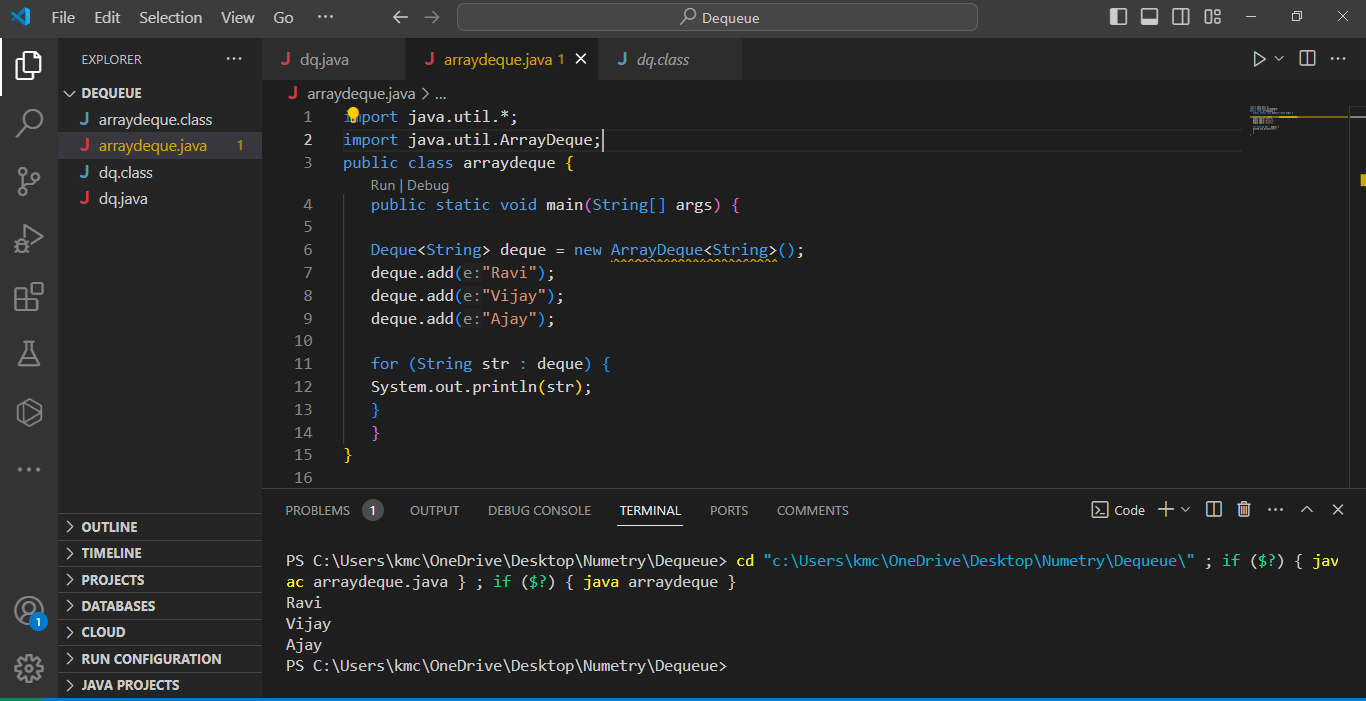 File Edit Selection View Go ··· Dequeue
EXPLORER ···
DEQUEUE
J arraydeque.class
J arraydeque.java 1
J dq.class
J dq.java
OUTLINE
TIMELINE
PROJECTS
DATABASES
CLOUD
RUN CONFIGURATION
JAVA PROJECTS
1
J dq.java J arraydeque.java 1 J dq.class
J arraydeque.java > ...
1 import java.util.*;
2 import java.util.ArrayDeque;
3 public class arraydeque {
Run | Debug
4 public static void main(String[] args) {
5
6 Deque<String> deque = new ArrayDeque<String>();
7 deque.add(e:"Ravi");
8 deque.add(e:"Vijay");
9 deque.add(e:"Ajay");
10
11 for (String str : deque) {
12 System.out.println(str);
13 }
14 }
15 }
16
PROBLEMS 1 OUTPUT DEBUG CONSOLE TERMINAL PORTS COMMENTS Code
PS C:\Users\kmc\OneDrive\Desktop\Numetry\Dequeue> cd "c:\Users\kmc\OneDrive\Desktop\Numetry\Dequeue\" ; if ($?) { jav
ac arraydeque.java } ; if ($?) { java arraydeque }
Ravi
Vijay
Ajay
PS C:\Users\kmc\OneDrive\Desktop\Numetry\Dequeue>